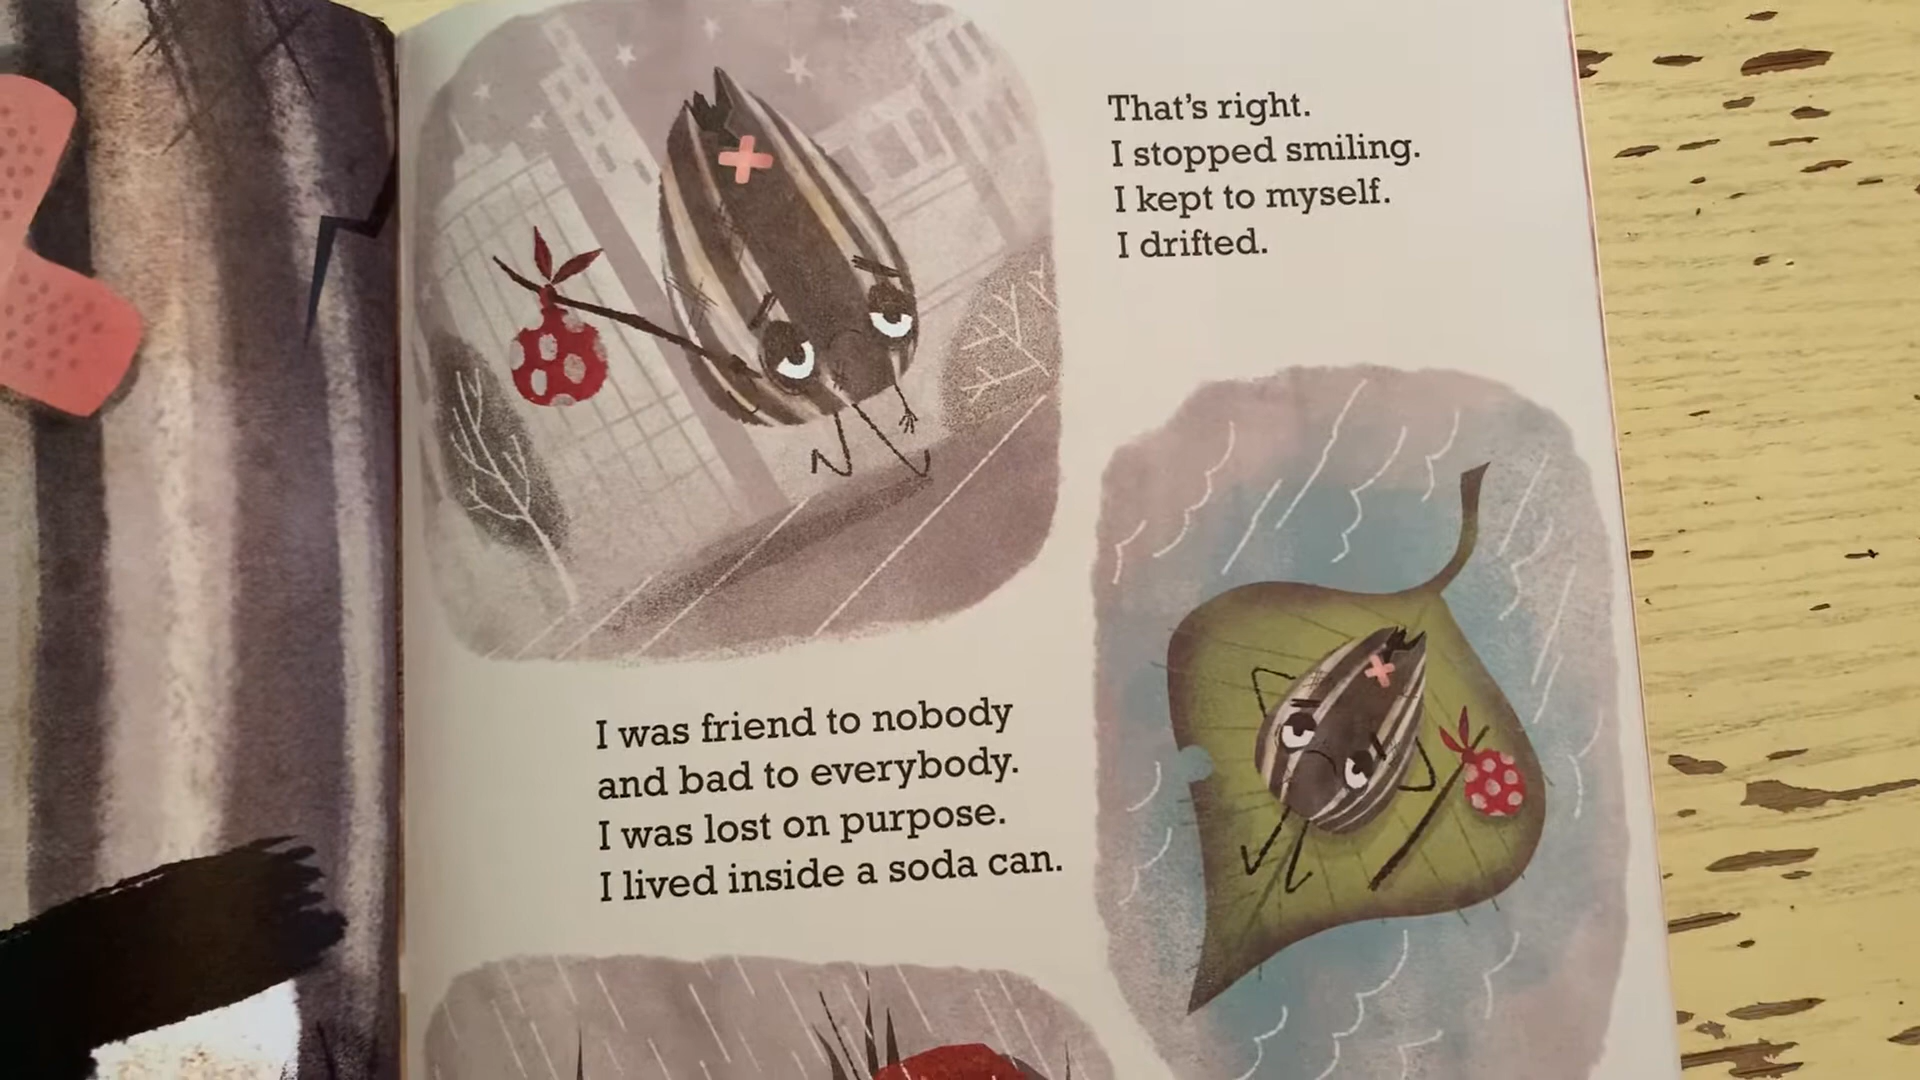 That's right.
I stopped smiling.
I kept to myself.
I drifted.
I was friend to nobody
and bad to everybody.
I was lost on purpose.
I lived inside a soda can.